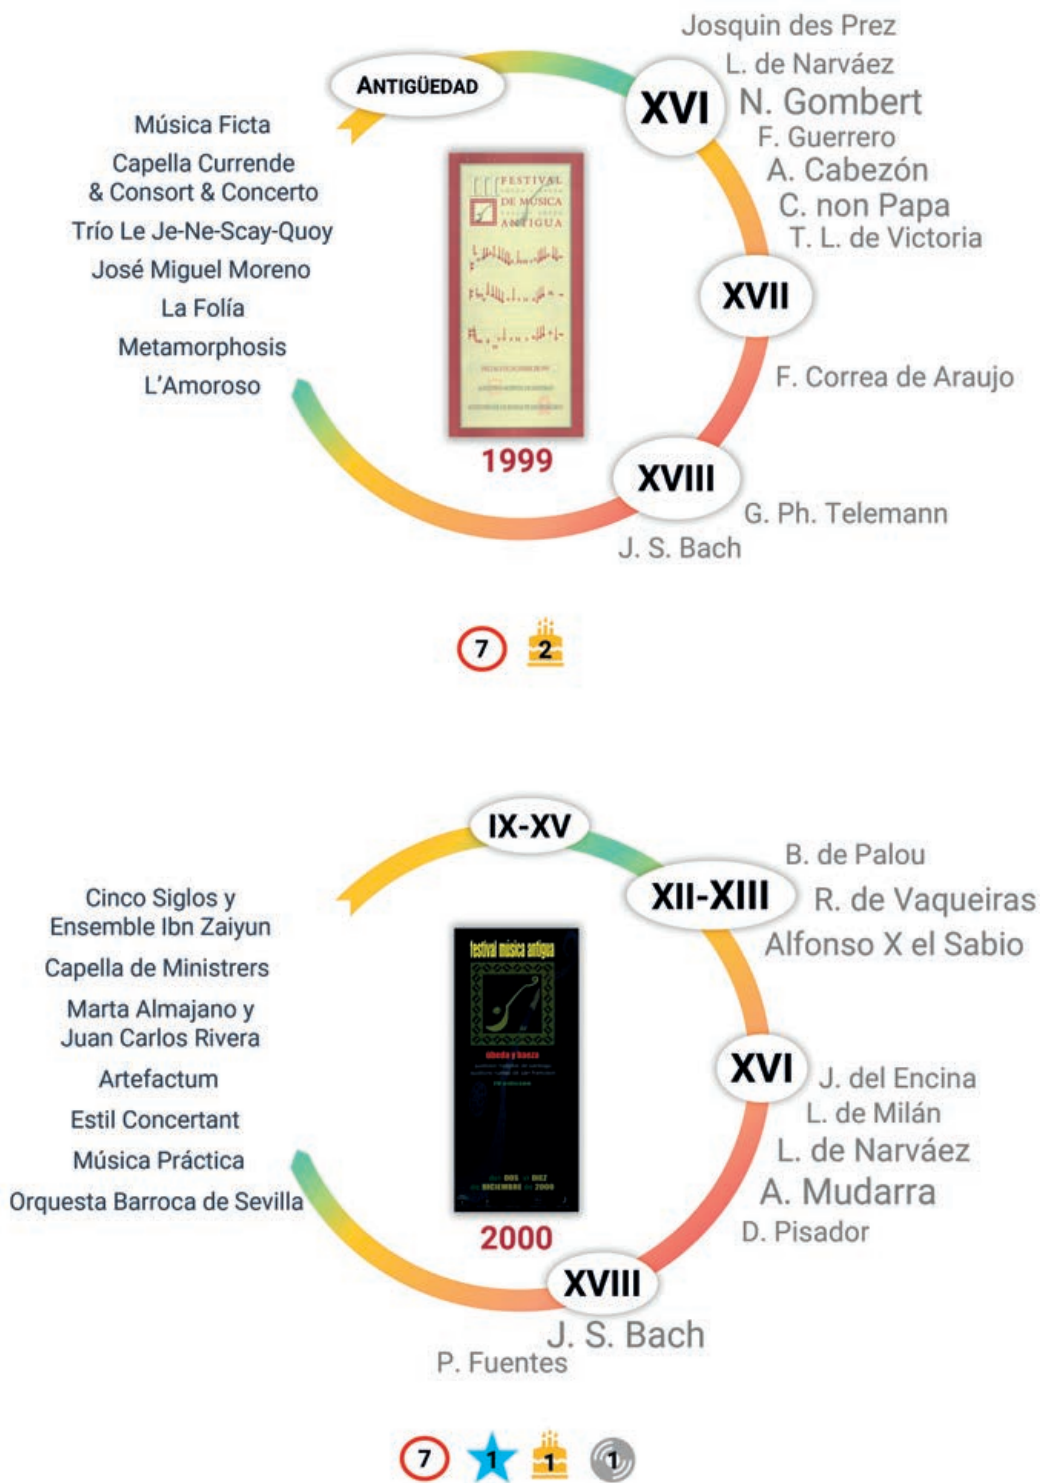 ANTIGÜEDAD
XVI
Josquin des Prez
L. de Narváez
N. Gombert
F. Guerrero
A. Cabezón
C. non Papa
T. L. de Victoria
XVII
F. Correa de Araujo
XVIII
G. Ph. Telemann
J. S. Bach
Música Ficta
Capella Currende
& Consort & Concerto
Trío Le Je-Ne-Scay-Quoy
José Miguel Moreno
La Folía
Metamorphosis
L'Amoroso
III FESTIVAL
DE MÚSICA
ANTIGUA
1999
7
2
IX-XV
XII-XIII
B. de Palou
R. de Vaqueiras
Alfonso X el Sabio
XVI
J. del Encina
L. de Milán
L. de Narváez
A. Mudarra
D. Pisador
XVIII
J. S. Bach
P. Fuentes
Cinco Siglos y
Ensemble Ibn Zaiyun
Capella de Ministrers
Marta Almajano y
Juan Carlos Rivera
Artefactum
Estil Concertant
Música Práctica
Orquesta Barroca de Sevilla
festival música antigua
úbeda y baeza
DOS DIEZ
DICIEMBRE 2000
2000
7
1
1
1